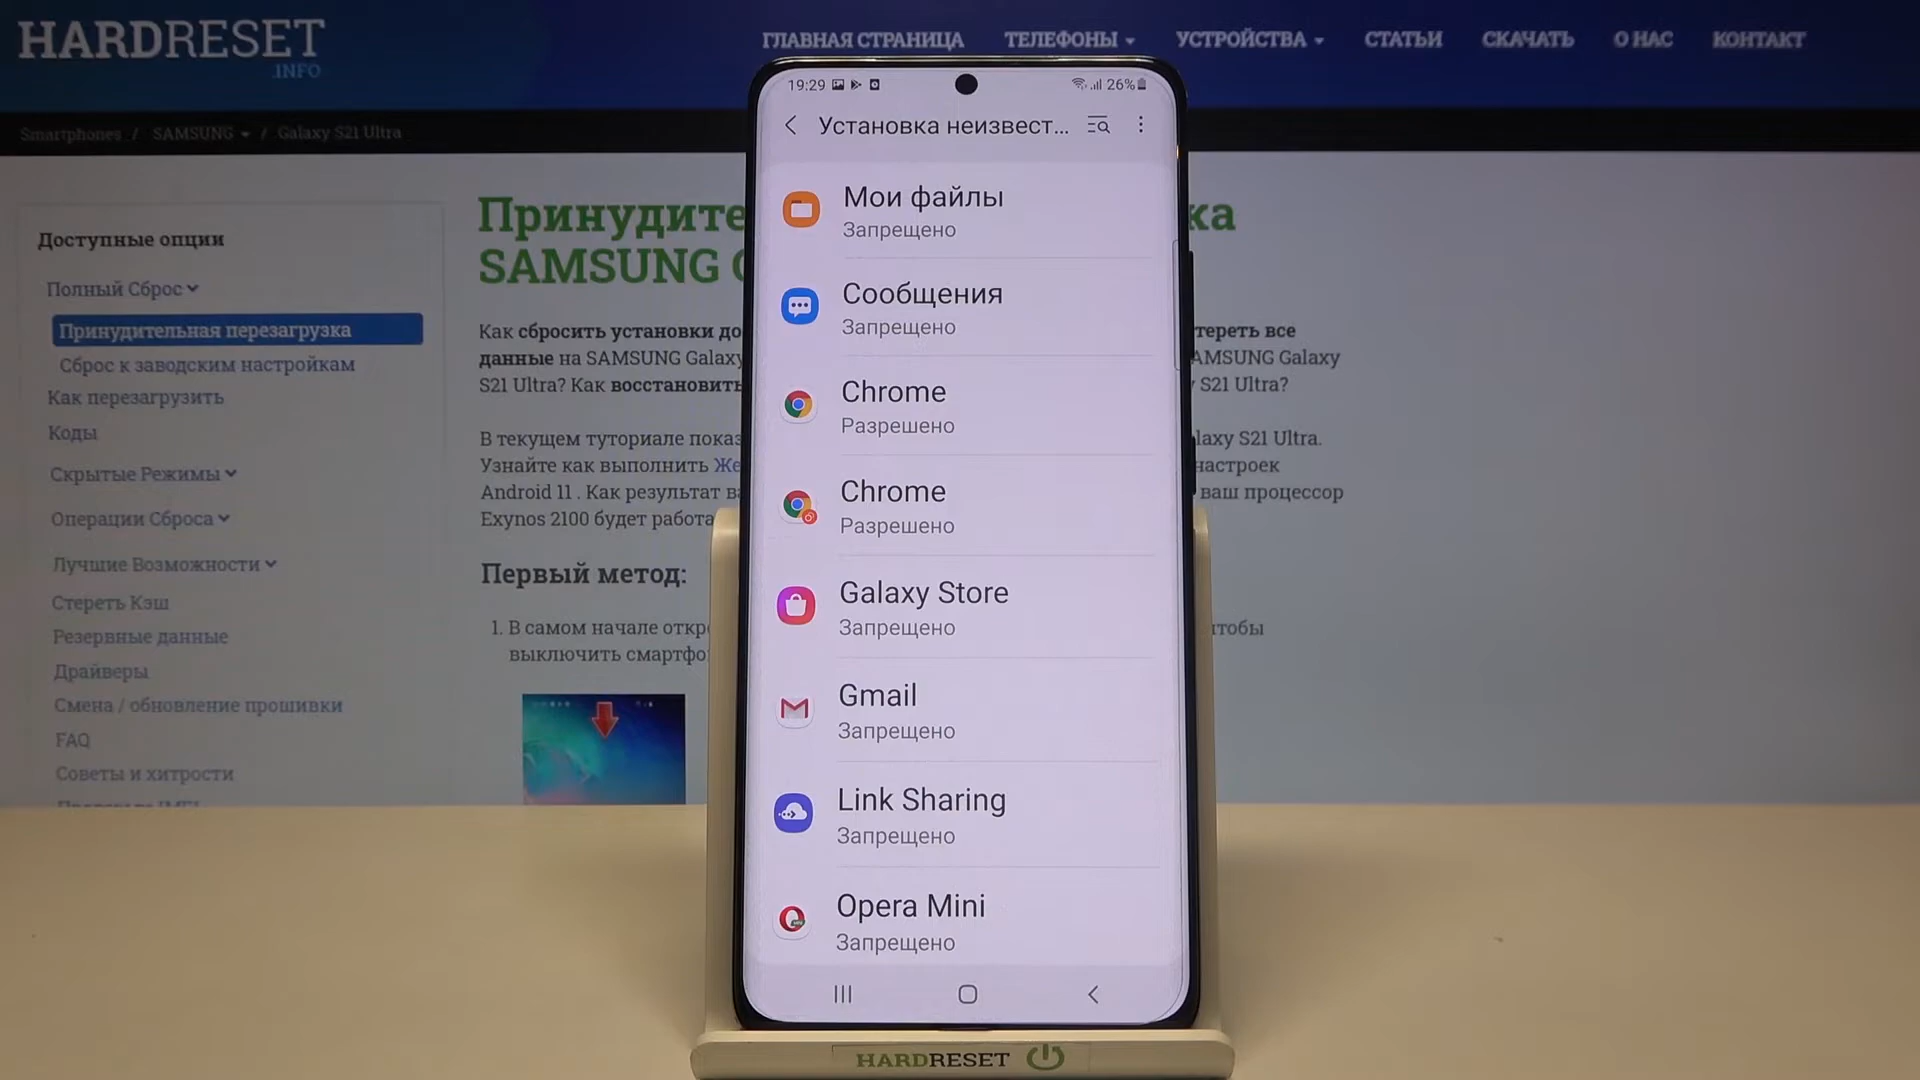 HARDRESET
.INFO
ГЛАВНАЯ СТРАНИЦА
ТЕЛЕФОНЫ
УСТРОЙСТВА
СТАТЬИ
СКАЧАТЬ
О НАС
КОНТАКТ
Smartphones / SAMSUNG / Galaxy S21 Ultra
Доступные опции
Полный Сброс
Принудительная перезагрузка
Сброс к заводским настройкам
Как перезагрузить
Коды
Скрытые Режимы
Операции Сброса
Лучшие Возможности
Стереть Кэш
Резервные данные
Драйверы
Смена / обновление прошивки
FAQ
Советы и хитрости
Принудите
ка
SAMSUNG
Как сбросить установки до
тереть все
данные на SAMSUNG Galaxy
AMSUNG Galaxy
S21 Ultra? Как восстановить
S21 Ultra?
В текущем туториале показ
laxy S21 Ultra.
Узнайте как выполнить Же
настроек
Android 11 . Как результат ва
ваш процессор
Exynos 2100 будет работа
Первый метод:
1. В самом начале откр
чтобы
выключить смартфо
19:29
26%
Установка неизвест...
Мои файлы
Запрещено
Сообщения
Запрещено
Chrome
Разрешено
Chrome
Разрешено
Galaxy Store
Запрещено
Gmail
Запрещено
Link Sharing
Запрещено
Opera Mini
Запрещено
HARDRESET